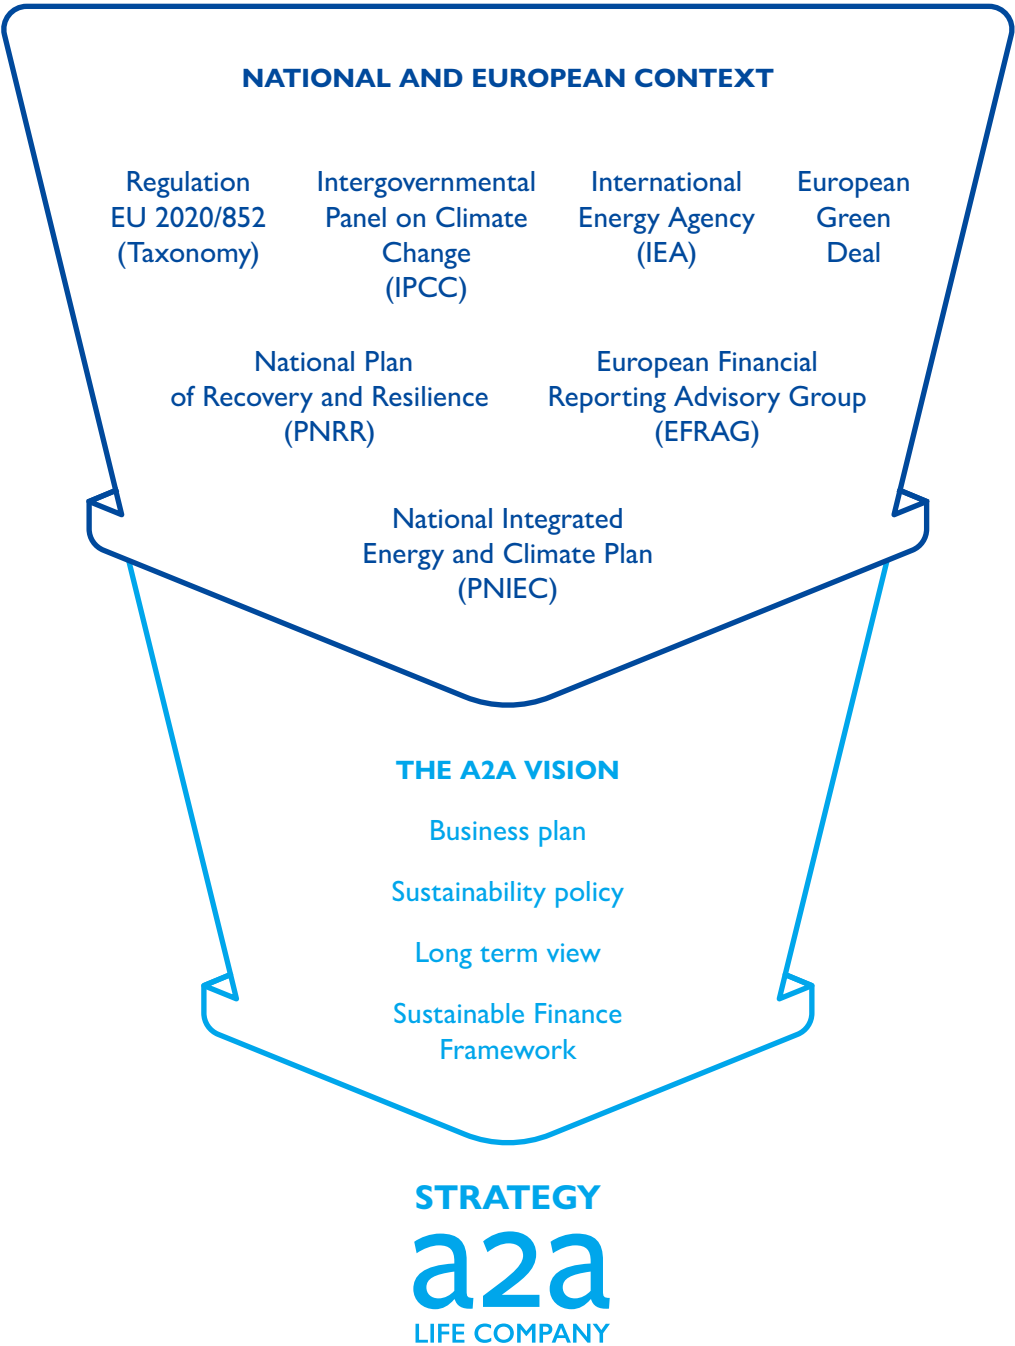 NATIONAL AND EUROPEAN CONTEXT
Regulation
EU 2020/852
(Taxonomy)
Intergovernmental
Panel on Climate
Change
(IPCC)
International
Energy Agency
(IEA)
European
Green
Deal
National Plan
of Recovery and Resilience
(PNRR)
European Financial
Reporting Advisory Group
(EFRAG)
National Integrated
Energy and Climate Plan
(PNIEC)
THE A2A VISION
Business plan
Sustainability policy
Long term view
Sustainable Finance
Framework
STRATEGY
a2a
LIFE COMPANY